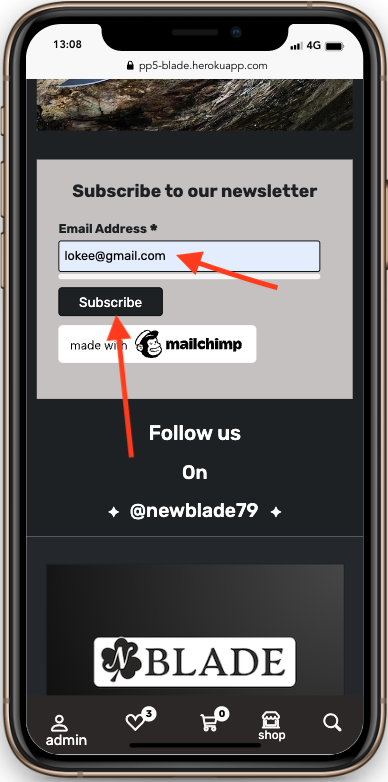 13:08
4G
pp5-blade.herokuapp.com
Subscribe to our newsletter
Email Address *
lokee@gmail.com
Subscribe
made with mailchimp
Follow us
On
@newblade79
N BLADE
3
0
admin
shop